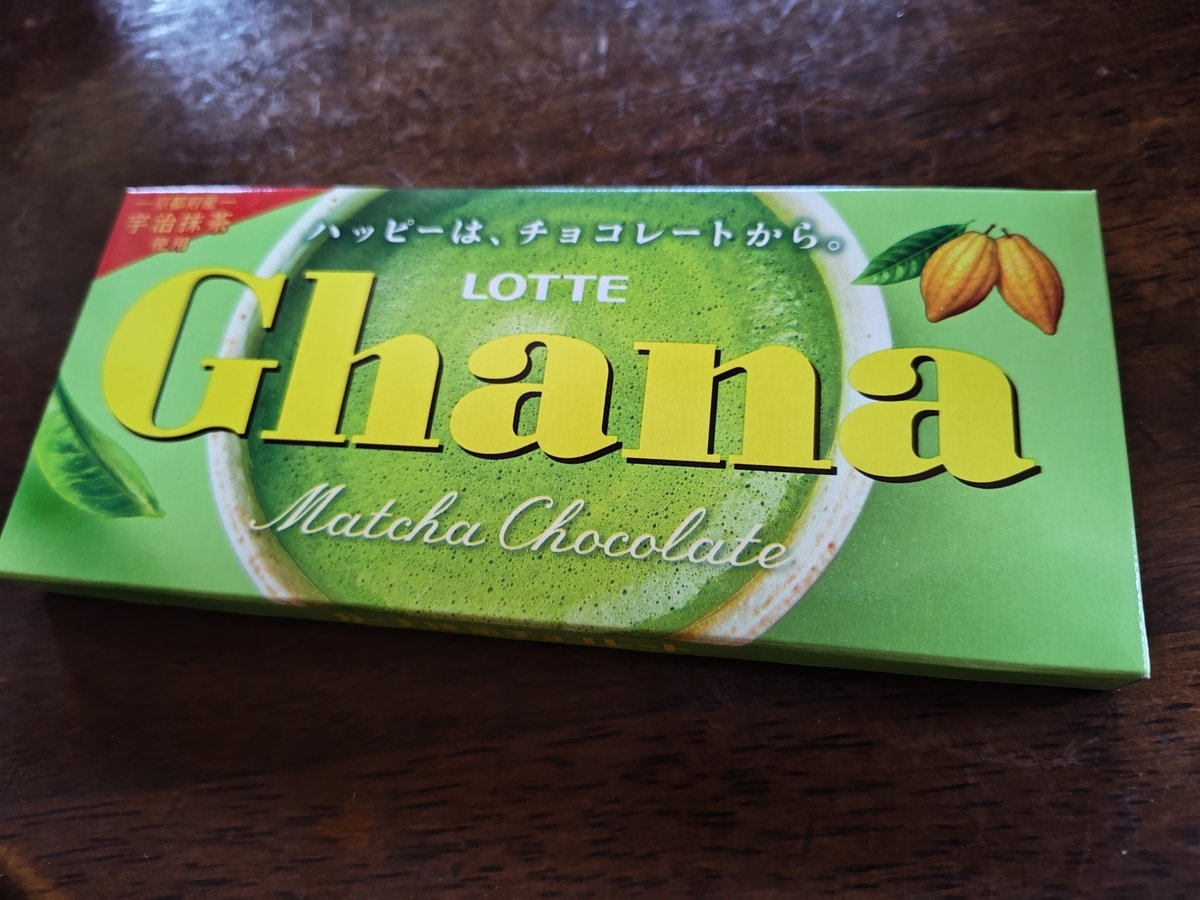 京都府産
宇治抹茶
使用
ハッピーは、チョコレートから。
LOTTE
Ghana
Matcha Chocolate